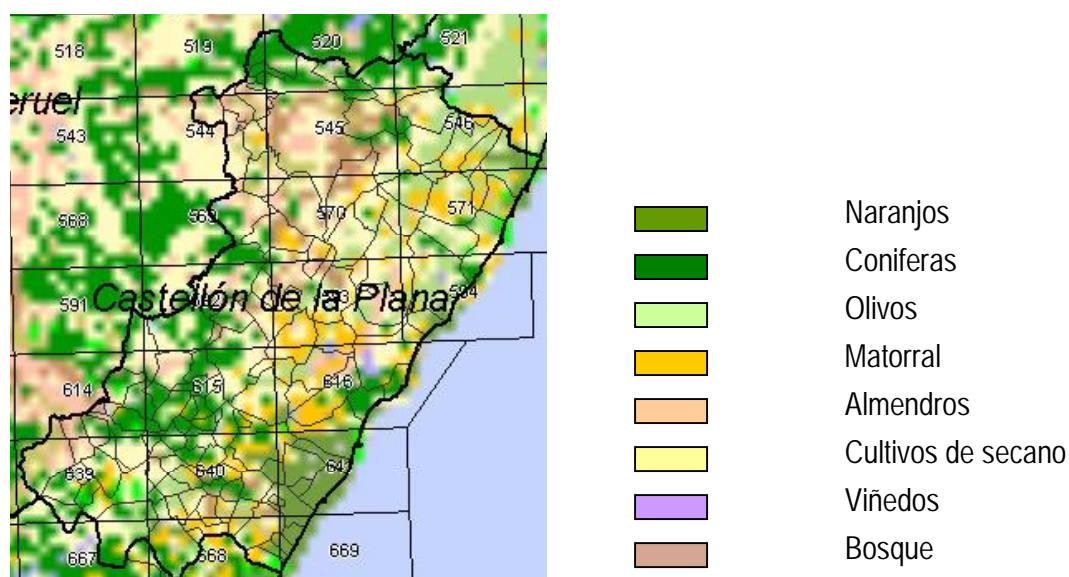 518 519 520 521
eruel
543 544 545 546
568 569 570 571
591 Castellón de la Plana 594
614 615 616
639 640 641
667 668 669
Naranjos
Coniferas
Olivos
Matorral
Almendros
Cultivos de secano
Viñedos
Bosque